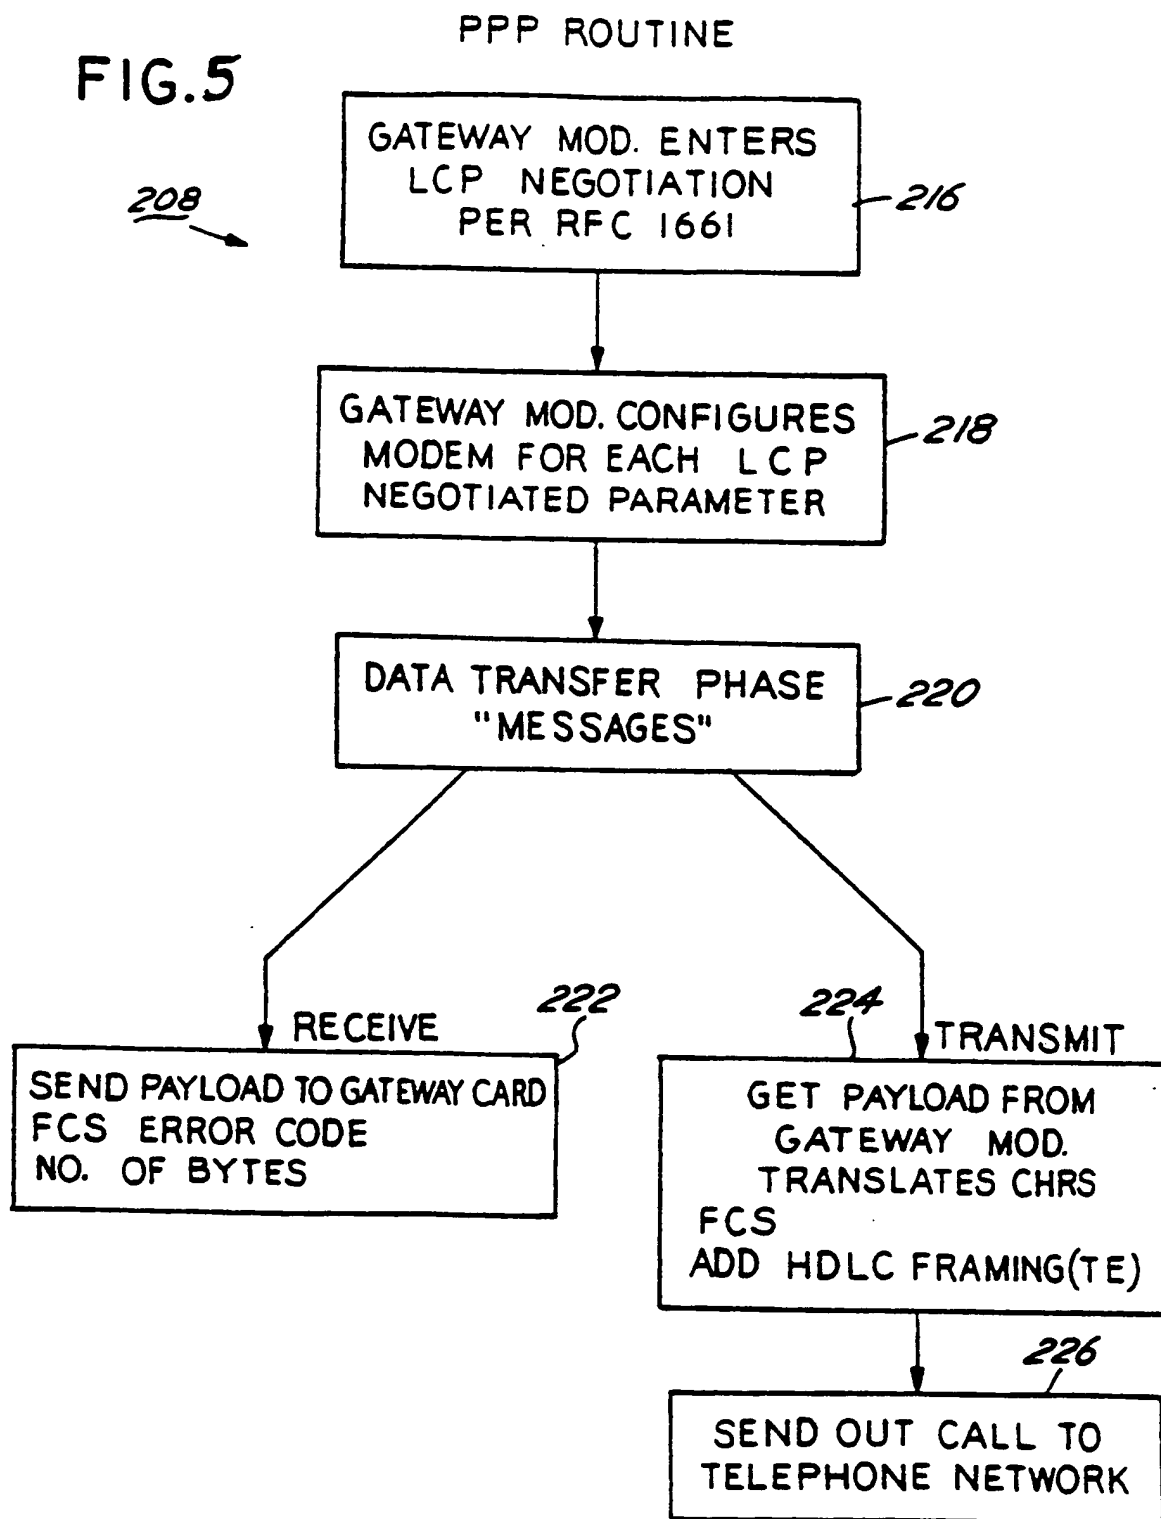 PPP ROUTINE
FIG.5
208
GATEWAY MOD. ENTERS
LCP NEGOTIATION
PER RFC 1661
216
GATEWAY MOD. CONFIGURES
MODEM FOR EACH LCP
NEGOTIATED PARAMETER
218
DATA TRANSFER PHASE
"MESSAGES"
220
RECEIVE
222
SEND PAYLOAD TO GATEWAY CARD
FCS ERROR CODE
NO. OF BYTES
224
TRANSMIT
GET PAYLOAD FROM
GATEWAY MOD.
TRANSLATES CHRS
FCS
ADD HDLC FRAMING(TE)
226
SEND OUT CALL TO
TELEPHONE NETWORK